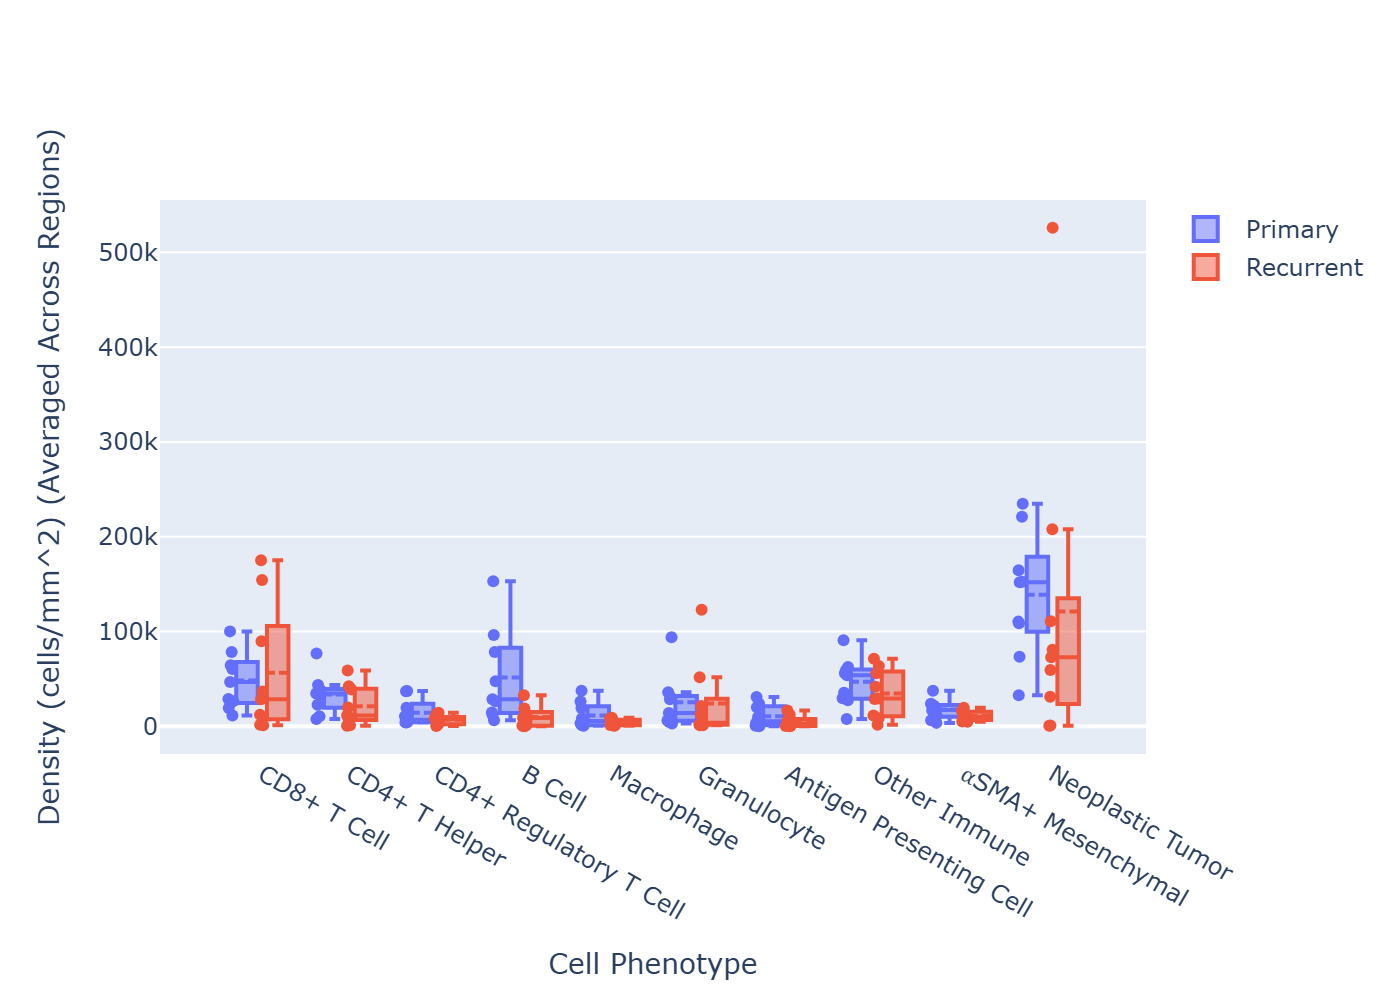 Density (cells/mm^2) (Averaged Across Regions)
500k
400k
300k
200k
100k
0
CD8+ T Cell
CD4+ T Helper
CD4+ Regulatory T Cell
B Cell
Macrophage
Granulocyte
Antigen Presenting Cell
Other Immune
αSMA+ Mesenchymal
Neoplastic Tumor
Cell Phenotype
Primary
Recurrent